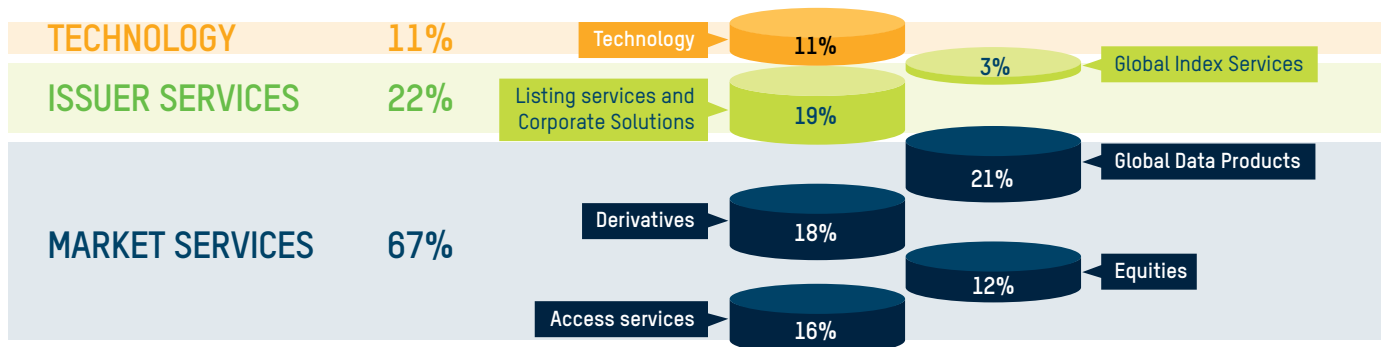 TECHNOLOGY 11%
Technology
11%
3%
Global Index Services
ISSUER SERVICES 22%
Listing services and
Corporate Solutions
19%
Global Data Products
21%
MARKET SERVICES 67%
Derivatives
18%
Equities
12%
Access services
16%